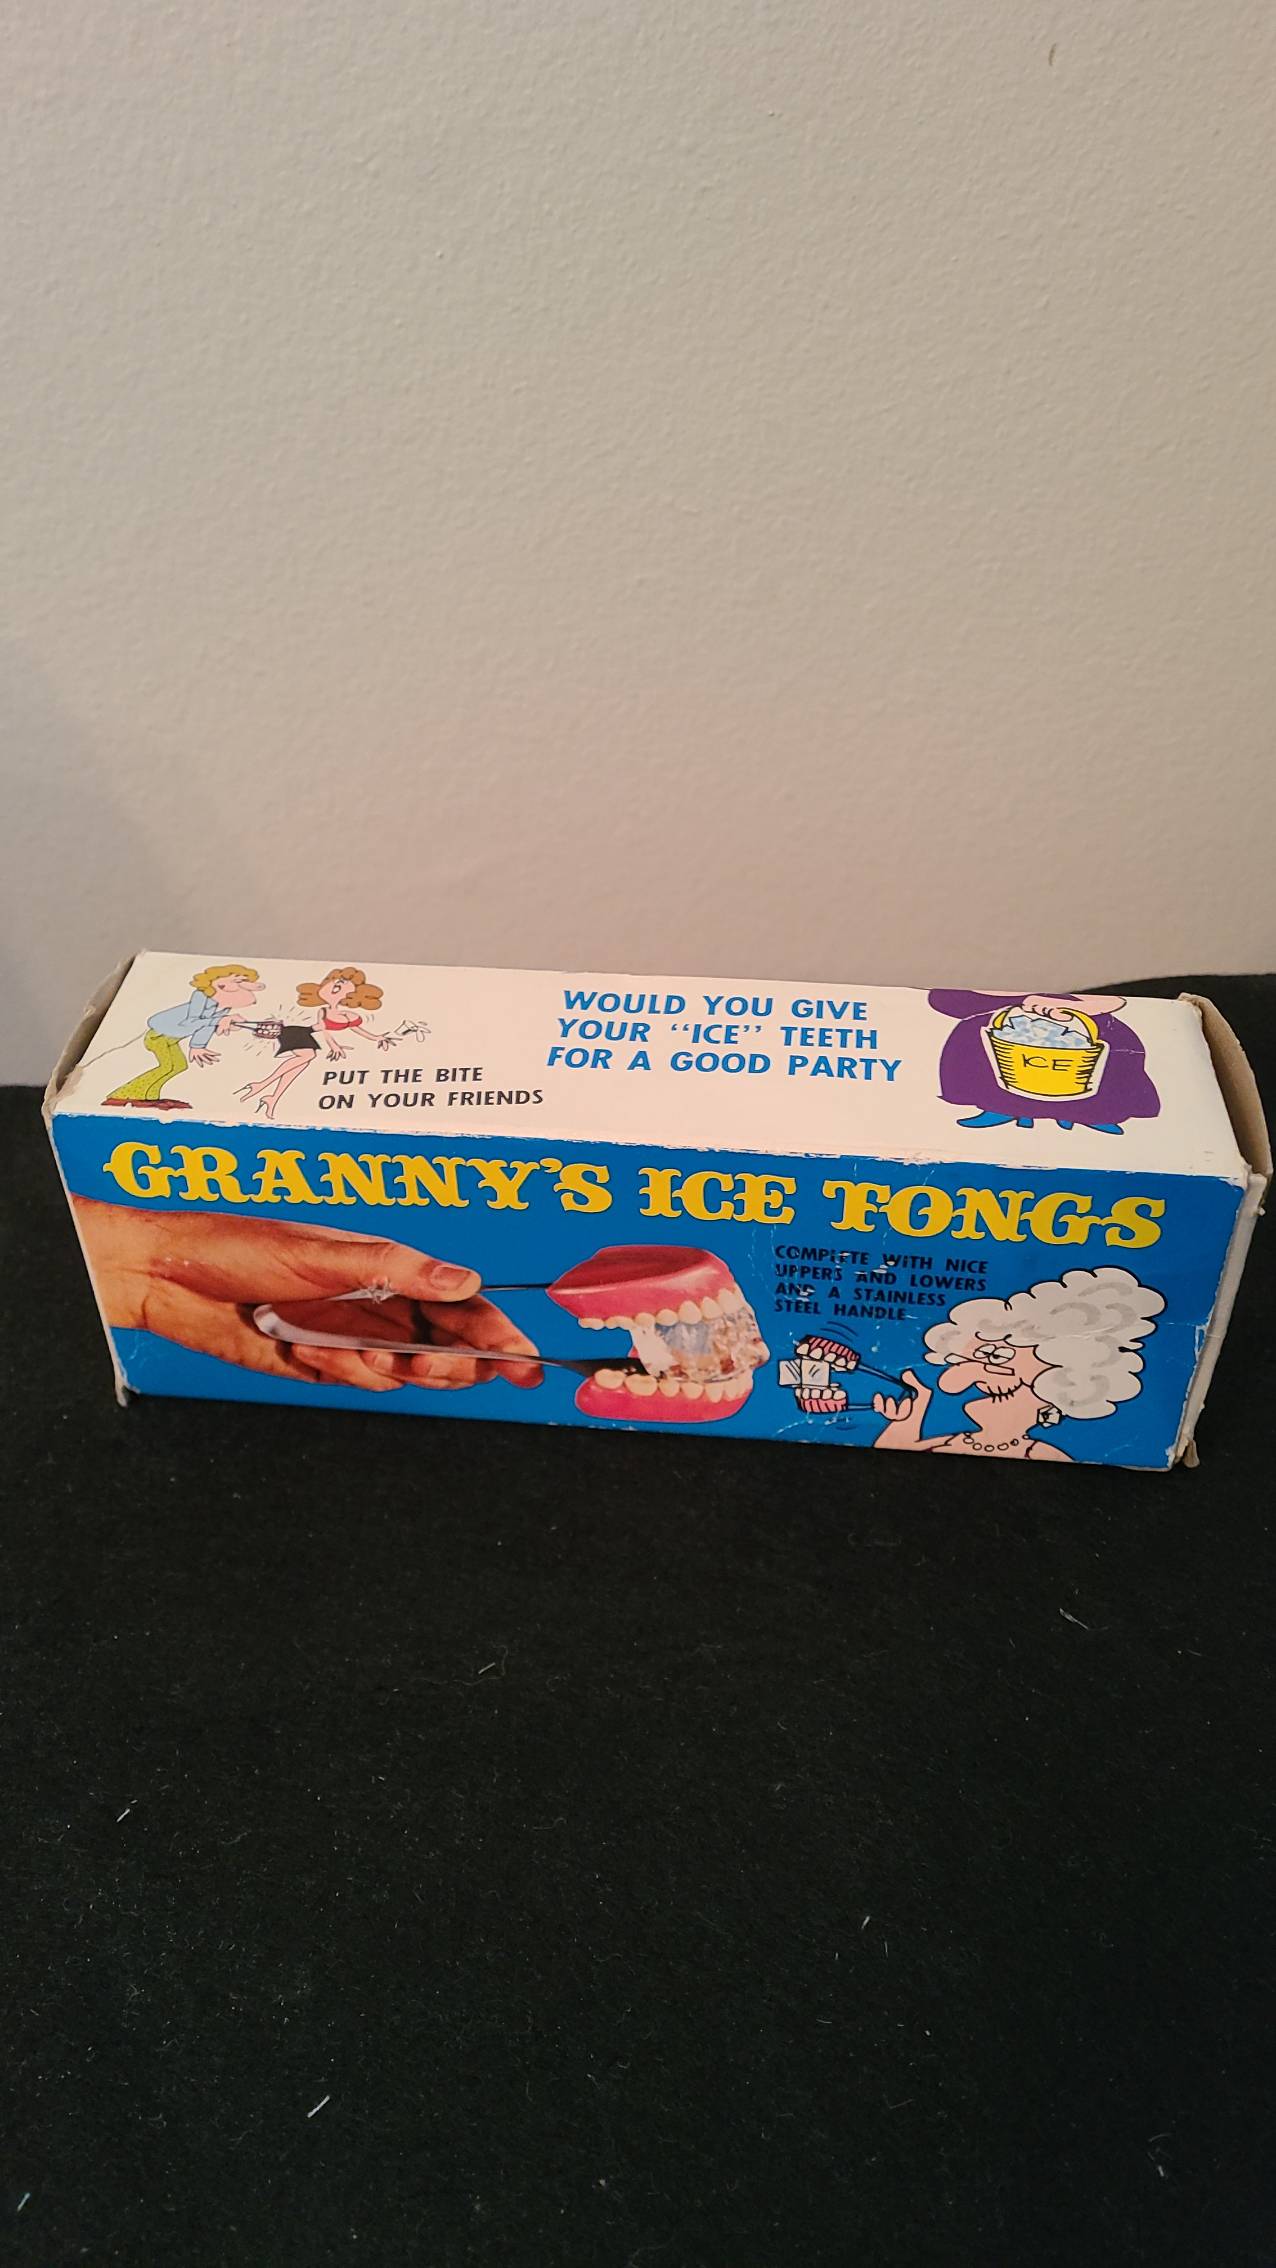 WOULD YOU GIVE
YOUR “ICE” TEETH
FOR A GOOD PARTY
PUT THE BITE
ON YOUR FRIENDS
ICE
GRANNY'S ICE TONGS
COMPLETE WITH NICE
UPPERS AND LOWERS
AND A STAINLESS
STEEL HANDLE